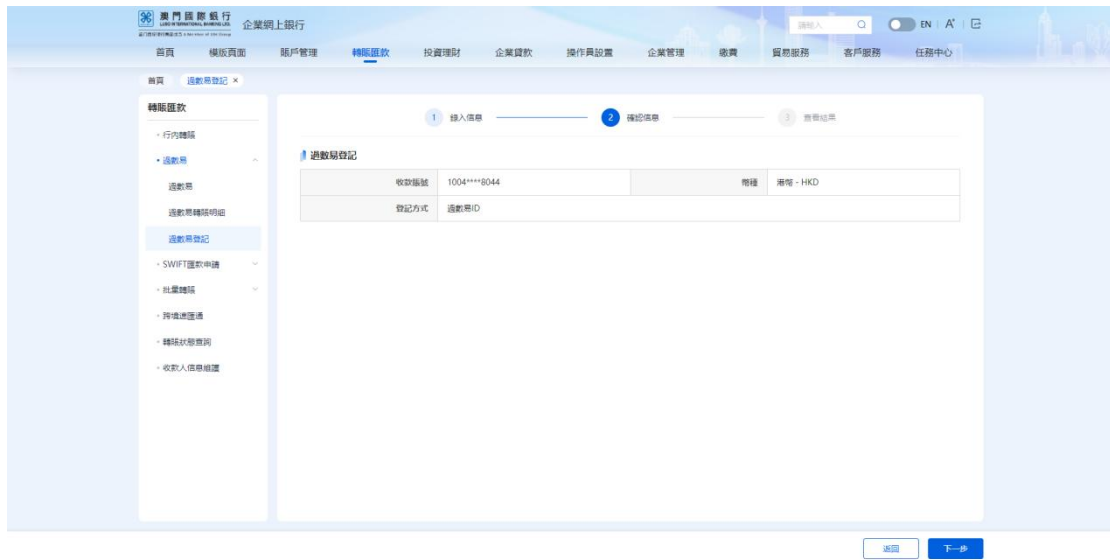 澳門國際銀行 企業網上銀行
LUSO INTERNATIONAL BANKING LTD.
請輸入 EN A
首頁 模版頁面 賬戶管理 轉賬匯款 投資理財 企業貸款 操作員設置 企業管理 繳費 貿易服務 客戶服務 任務中心
首頁 過數易登記 ×
轉賬匯款
行內轉賬
過數易
過數易
過數易轉賬明細
過數易登記
SWIFT匯款申請
批量轉賬
跨境速匯通
轉賬狀態查詢
收款人信息維護
1 錄入信息 2 確認信息 3 查看結果
過數易登記
收款賬號 1004****8044 幣種 港幣 - HKD
登記方式 過數易ID
返回 下一步